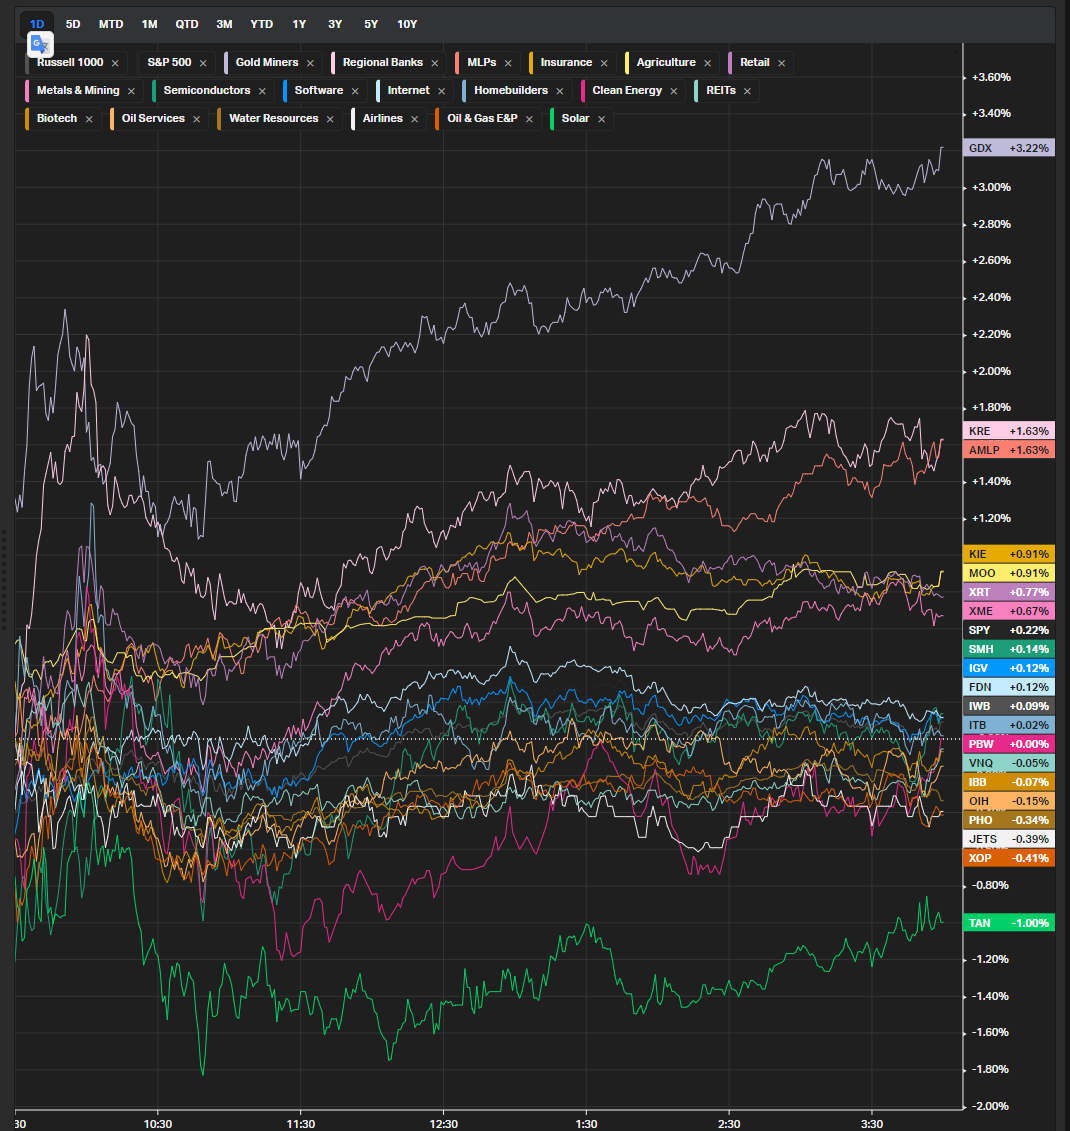 1D 5D MTD 1M QTD 3M YTD 1Y 3Y 5Y 10Y
G
Russell 1000 × S&P 500 × Gold Miners × Regional Banks × MLPs × Insurance × Agriculture × Retail ×
Metals & Mining × Semiconductors × Software × Internet × Homebuilders × Clean Energy × REITs ×
Biotech × Oil Services × Water Resources × Airlines × Oil & Gas E&P × Solar ×
+3.60%
+3.40%
GDX +3.22%
+3.00%
+2.80%
+2.60%
+2.40%
+2.20%
+2.00%
+1.80%
KRE +1.63%
AMLP +1.63%
+1.40%
+1.20%
KIE +0.91%
MOO +0.91%
XRT +0.77%
XME +0.67%
SPY +0.22%
SMH +0.14%
IGV +0.12%
FDN +0.12%
IWB +0.09%
ITB +0.02%
PBW +0.00%
VNQ -0.05%
IBB -0.07%
OIH -0.15%
PHO -0.34%
JETS -0.39%
XOP -0.41%
-0.80%
TAN -1.00%
-1.20%
-1.40%
-1.60%
-1.80%
-2.00%
30 10:30 11:30 12:30 1:30 2:30 3:30